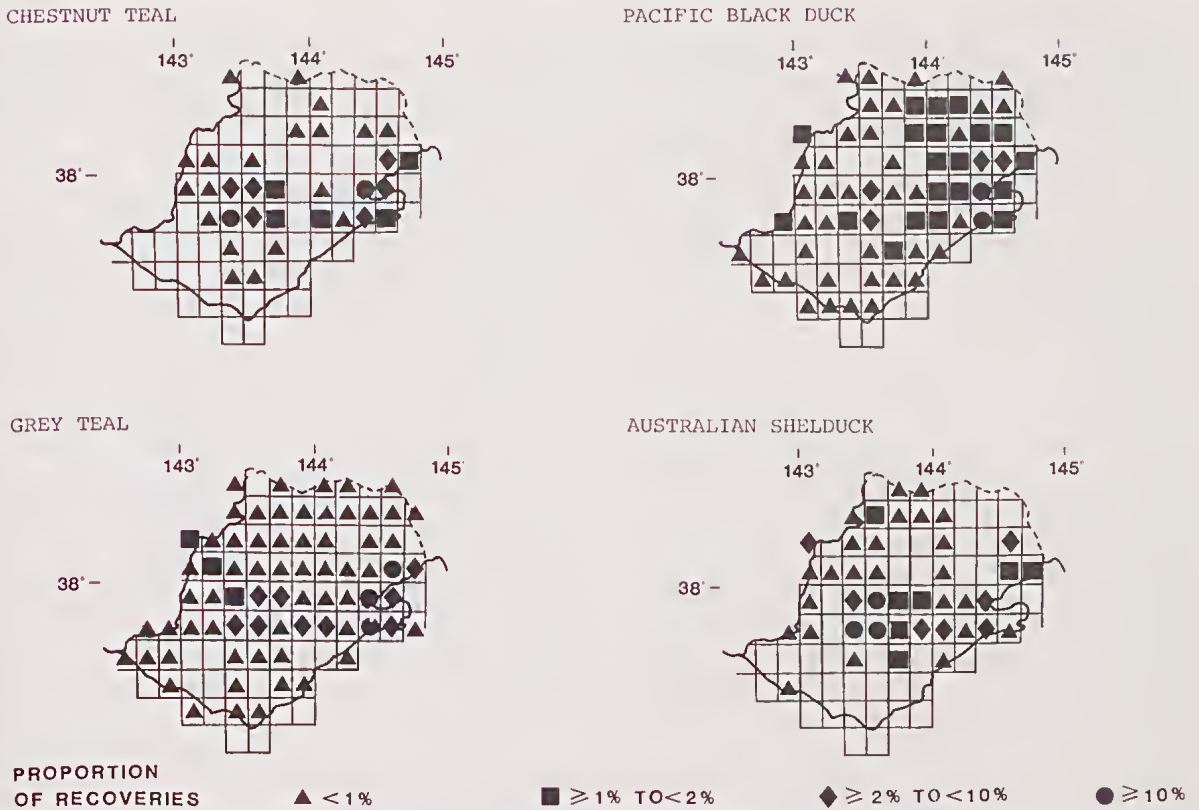 CHESTNUT TEAL
143° 144° 145°
38°
PACIFIC BLACK DUCK
143° 144° 145°
38°
GREY TEAL
143° 144° 145°
38°
AUSTRALIAN SHELDUCK
143° 144° 145°
38°
PROPORTION
OF RECOVERIES ▲ <1% ■ ≥1% TO<2% ◆ ≥2% TO <10% ● ≥10%